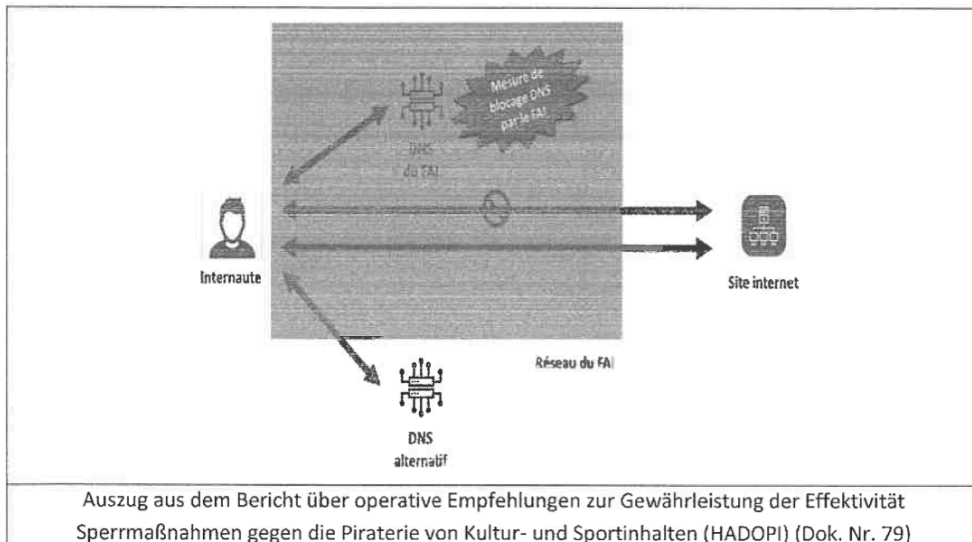 Mesure de
blocage DNS
par le FAI
DNS
du FAI
Internaute
Site internet
Réseau du FAI
DNS
alternatif
Auszug aus dem Bericht über operative Empfehlungen zur Gewährleistung der Effektivität
Sperrmaßnahmen gegen die Piraterie von Kultur- und Sportinhalten (HADOPI) (Dok. Nr. 79)